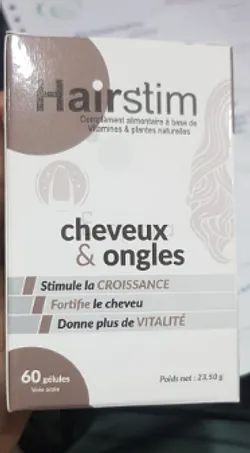 Hairstim
Complément alimentaire à base de
Vitamines & plantes naturelles
cheveux
& ongles
Stimule la CROISSANCE
Fortifie le cheveu
Donne plus de VITALITÉ
60 gélules
Voie orale
Poids net : 23,50 g